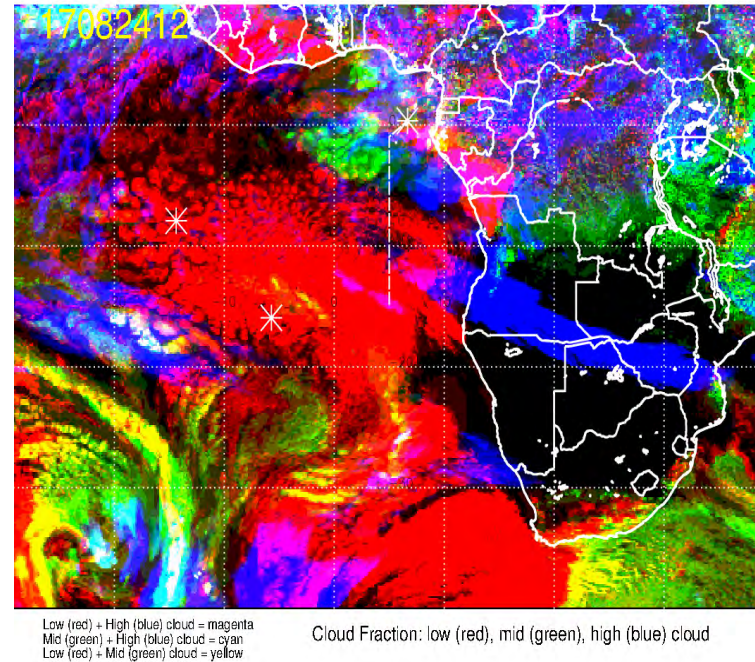 17082412
Low (red) + High (blue) cloud = magenta
Mid (green) + High (blue) cloud = cyan
Low (red) + Mid (green) cloud = yellow
Cloud Fraction: low (red), mid (green), high (blue) cloud